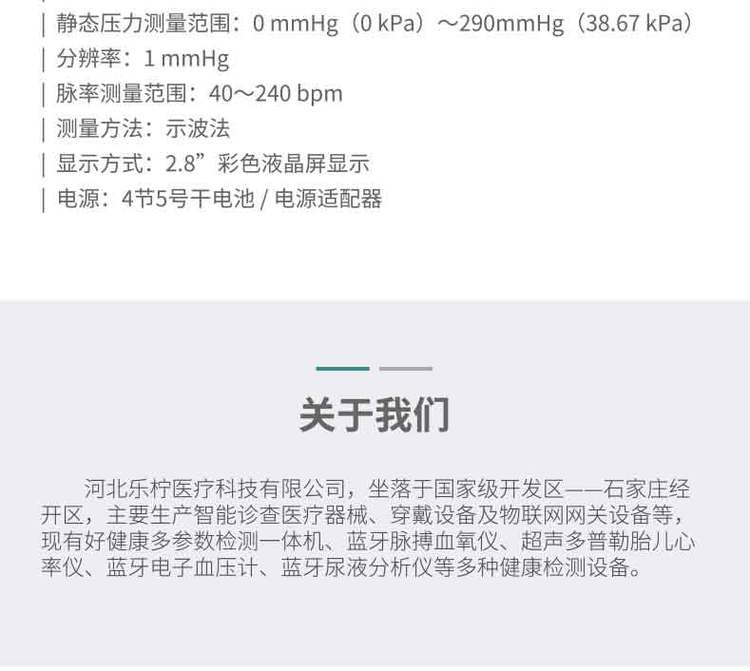 | 静态压力测量范围：0 mmHg（0 kPa）～290mmHg（38.67 kPa）
| 分辨率：1 mmHg
| 脉率测量范围：40～240 bpm
| 测量方法：示波法
| 显示方式：2.8”彩色液晶屏显示
| 电源：4节5号干电池 / 电源适配器
关于我们
河北乐柠医疗科技有限公司，坐落于国家级开发区——石家庄经
开区，主要生产智能诊查医疗器械、穿戴设备及物联网网关设备等，
现有好健康多参数检测一体机、蓝牙脉搏血氧仪、超声多普勒胎儿心
率仪、蓝牙电子血压计、蓝牙尿液分析仪等多种健康检测设备。